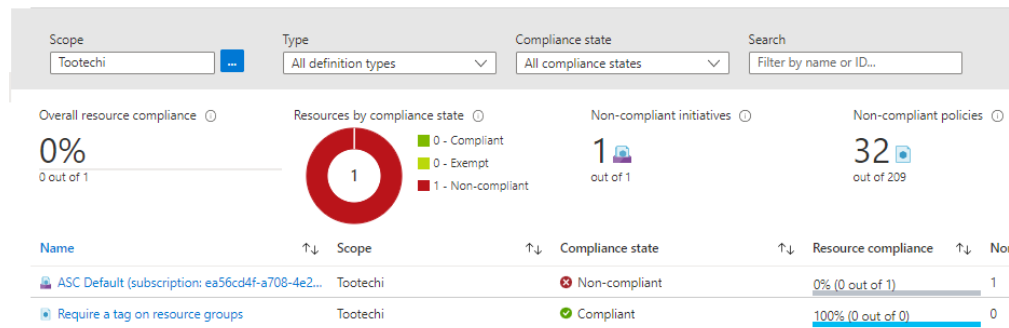 Scope Type Compliance state Search
Tootechi ... All definition types All compliance states Filter by name or ID...
Overall resource compliance Resources by compliance state Non-compliant initiatives Non-compliant policies
0% 1 0 - Compliant 1 32
0 - Exempt
0 out of 1 1 - Non-compliant out of 1 out of 209
Name Scope Compliance state Resource compliance
ASC Default (subscription: ea56cd4f-a708-4e2... Tootechi Non-compliant 0% (0 out of 1) 1
Require a tag on resource groups Tootechi Compliant 100% (0 out of 0) 0